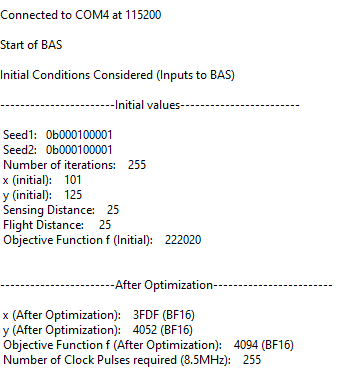 Connected to COM4 at 115200
Start of BAS
Initial Conditions Considered (Inputs to BAS)
-----------------------Initial values------------------------
Seed1:   0b000100001
Seed2:   0b000100001
Number of iterations:    255
x (initial):    101
y (initial):    125
Sensing Distance:    25
Flight Distance:     25
Objective Function f (Initial):    222020
-----------------------After Optimization------------------------
x (After Optimization):    3FDF (BF16)
y (After Optimization):    4052 (BF16)
Objective Function f (After Optimization):    4094 (BF16)
Number of Clock Pulses required (8.5MHz):    255